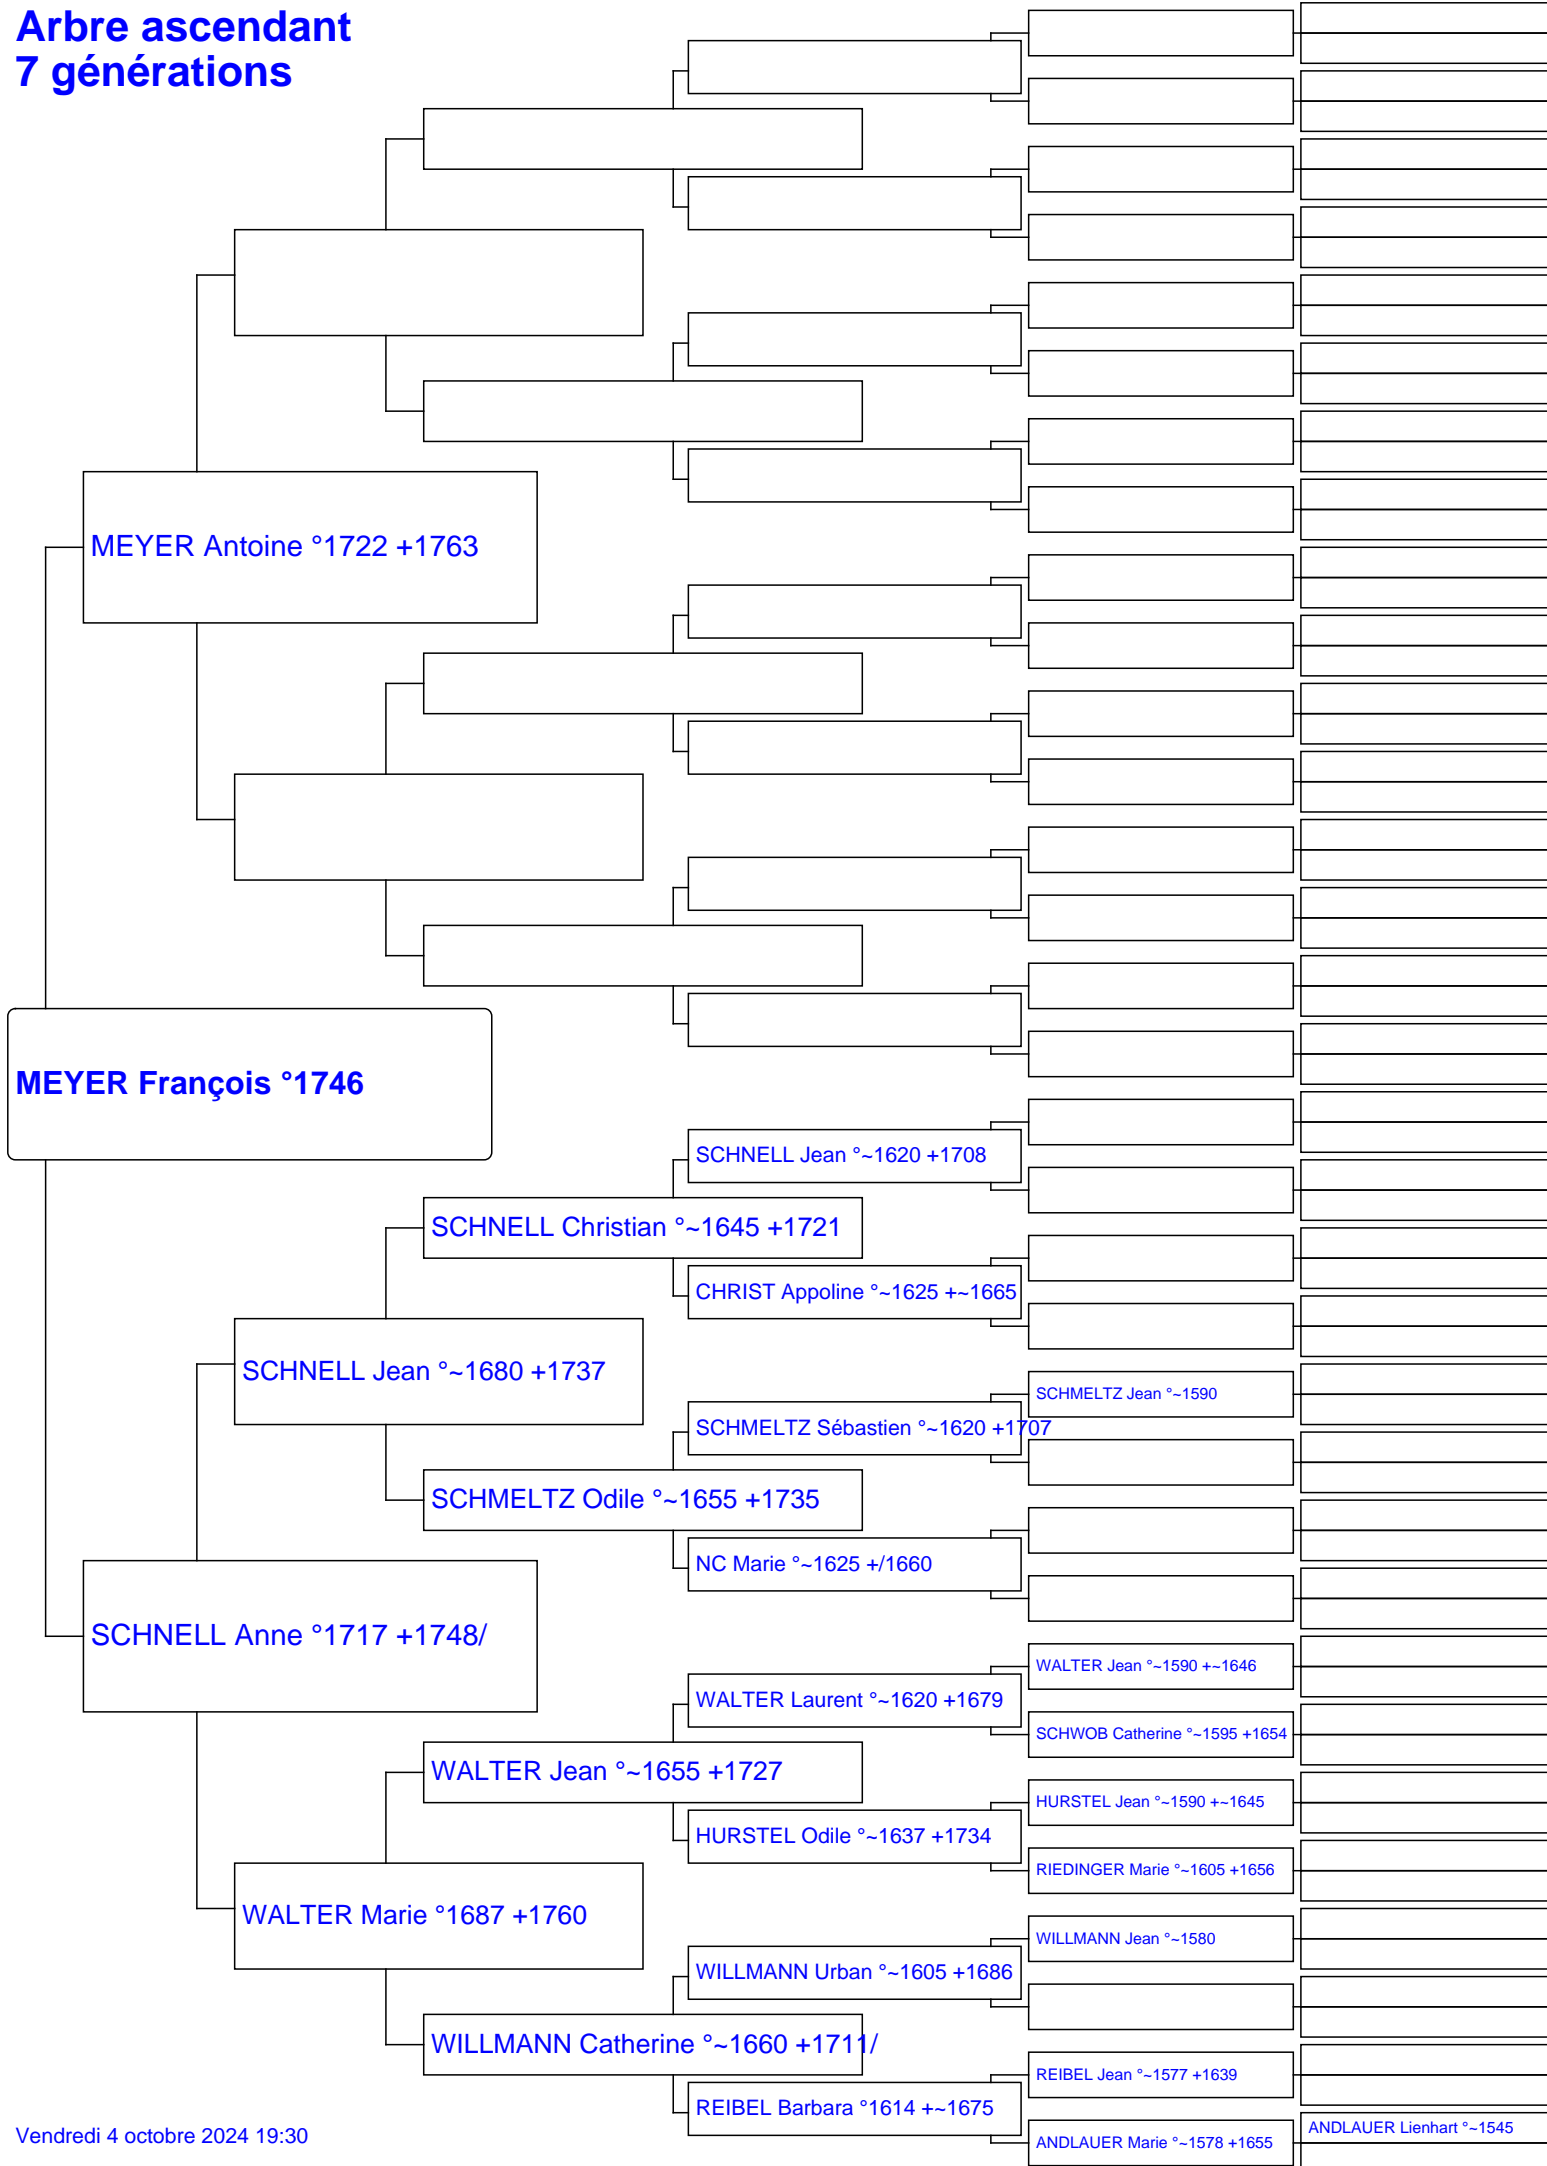 Arbre ascendant
7 générations
MEYER Antoine °1722 +1763
MEYER François °1746
SCHNELL Jean °~1620 +1708
SCHNELL Christian °~1645 +1721
CHRIST Appoline °~1625 +~1665
SCHNELL Jean °~1680 +1737
SCHMELTZ Jean °~1590
SCHMELTZ Sébastien °~1620 +1707
SCHMELTZ Odile °~1655 +1735
NC Marie °~1625 +/1660
SCHNELL Anne °1717 +1748/
WALTER Jean °~1590 +~1646
WALTER Laurent °~1620 +1679
SCHWOB Catherine °~1595 +1654
WALTER Jean °~1655 +1727
HURSTEL Jean °~1590 +~1645
HURSTEL Odile °~1637 +1734
RIEDINGER Marie °~1605 +1656
WALTER Marie °1687 +1760
WILLMANN Jean °~1580
WILLMANN Urban °~1605 +1686
WILLMANN Catherine °~1660 +1711/
REIBEL Jean °~1577 +1639
REIBEL Barbara °1614 +~1675
ANDLAUER Lienhart °~1545
ANDLAUER Marie °~1578 +1655
Vendredi 4 octobre 2024 19:30